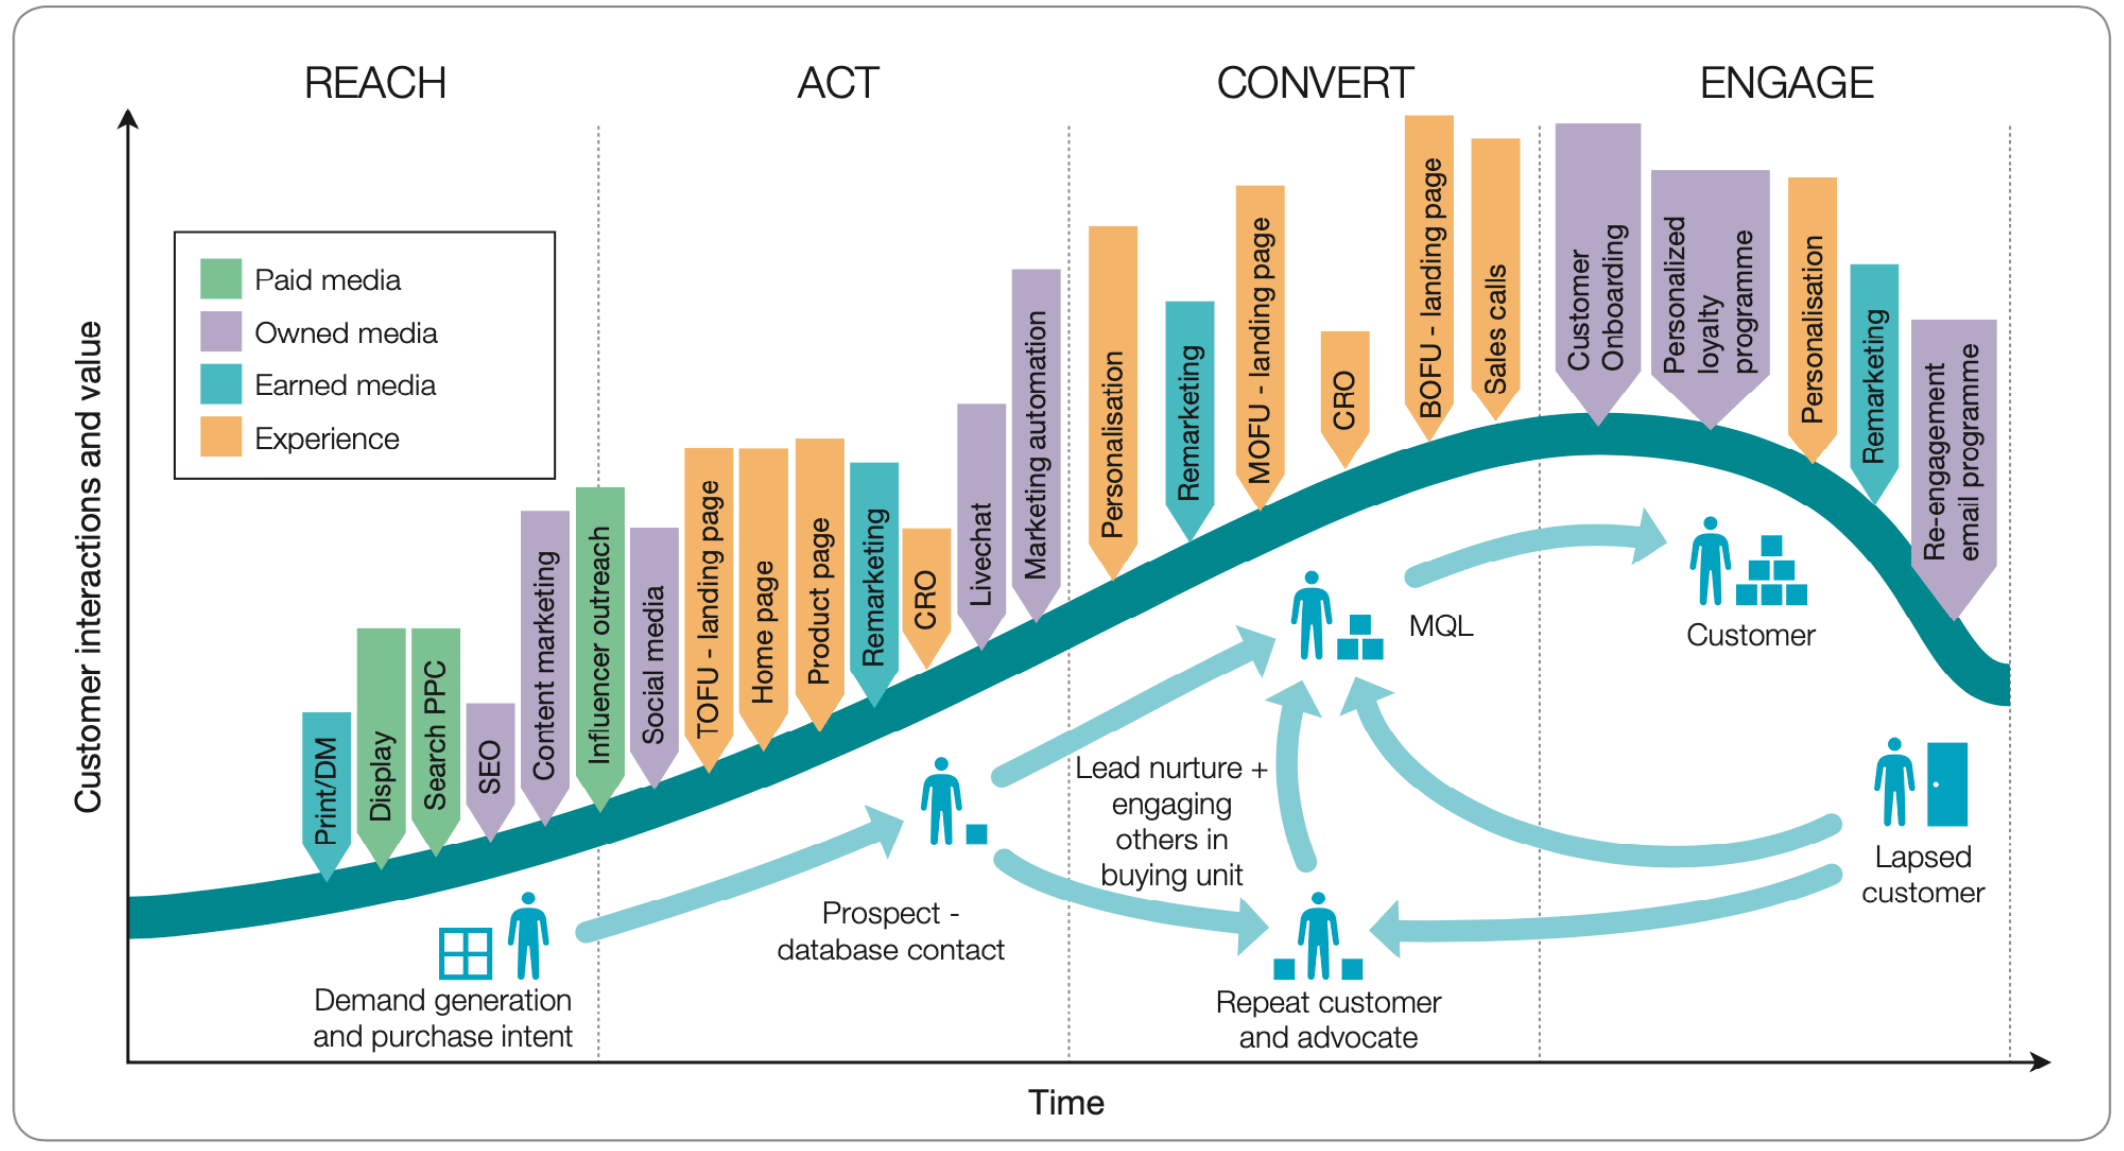 REACH
ACT
CONVERT
ENGAGE
Customer interactions and value
Paid media
Owned media
Earned media
Experience
Print/DM
Display
Search PPC
SEO
Content marketing
Influencer outreach
Social media
TOFU - landing page
Home page
Product page
Remarketing
CRO
Livechat
Marketing automation
Personalisation
Remarketing
MOFU - landing page
CRO
BOFU - landing page
Sales calls
Customer
Onboarding
Personalized
loyalty
programme
Personalisation
Remarketing
Re-engagement
email programme
Demand generation
and purchase intent
Prospect -
database contact
Lead nurture +
engaging
others in
buying unit
MQL
Customer
Repeat customer
and advocate
Lapsed
customer
Time